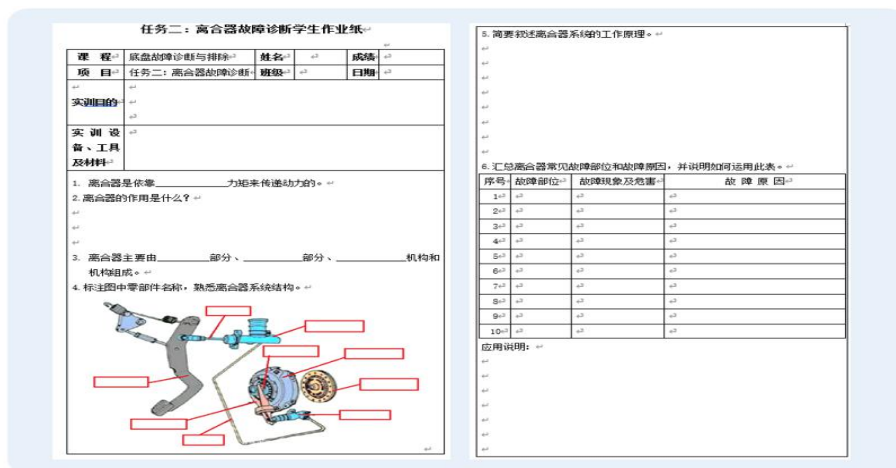 任务二：离合器故障诊断学生作业纸
课 程 底盘故障诊断与排除 姓名 成绩
项 目 任务二：离合器故障诊断 班级 日期
实训目的
实 训 设
备、工具
及材料
1. 离合器是依靠____________力矩来传递动力的。
2.离合器的作用是什么？
3. 离合器主要由_________部分、_________部分、____________机构和
机构组成。
4.标注图中零部件名称，熟悉离合器系统结构。
5.简要叙述离合器系统的工作原理。
6.汇总离合器常见故障部位和故障原因，并说明如何运用此表。
序号 故障部位 故障现象及危害 故 障 原 因
1
2
3
4
5
6
7
8
9
10
应用说明：